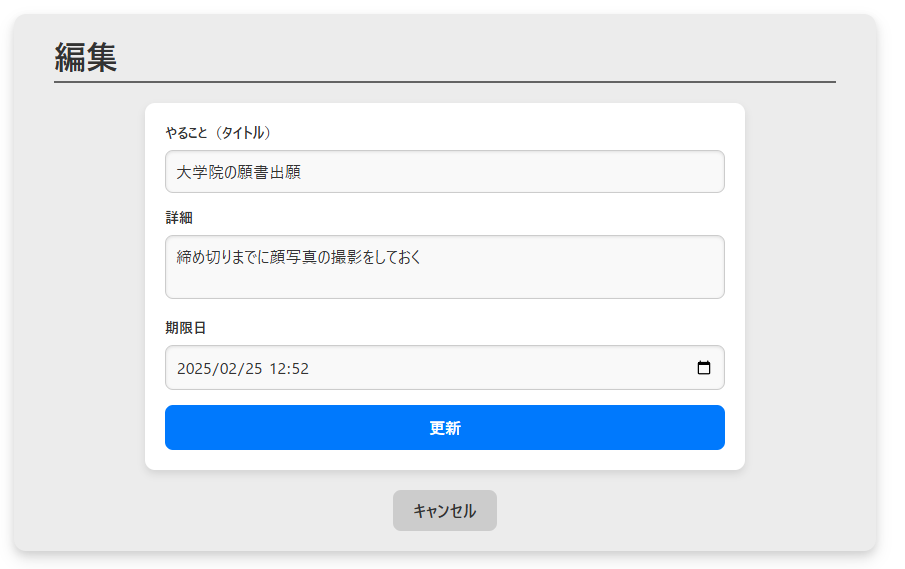 編集
やること（タイトル）
大学院の願書出願
詳細
締め切りまでに顔写真の撮影をしておく
期限日
2025/02/25 12:52
更新
キャンセル